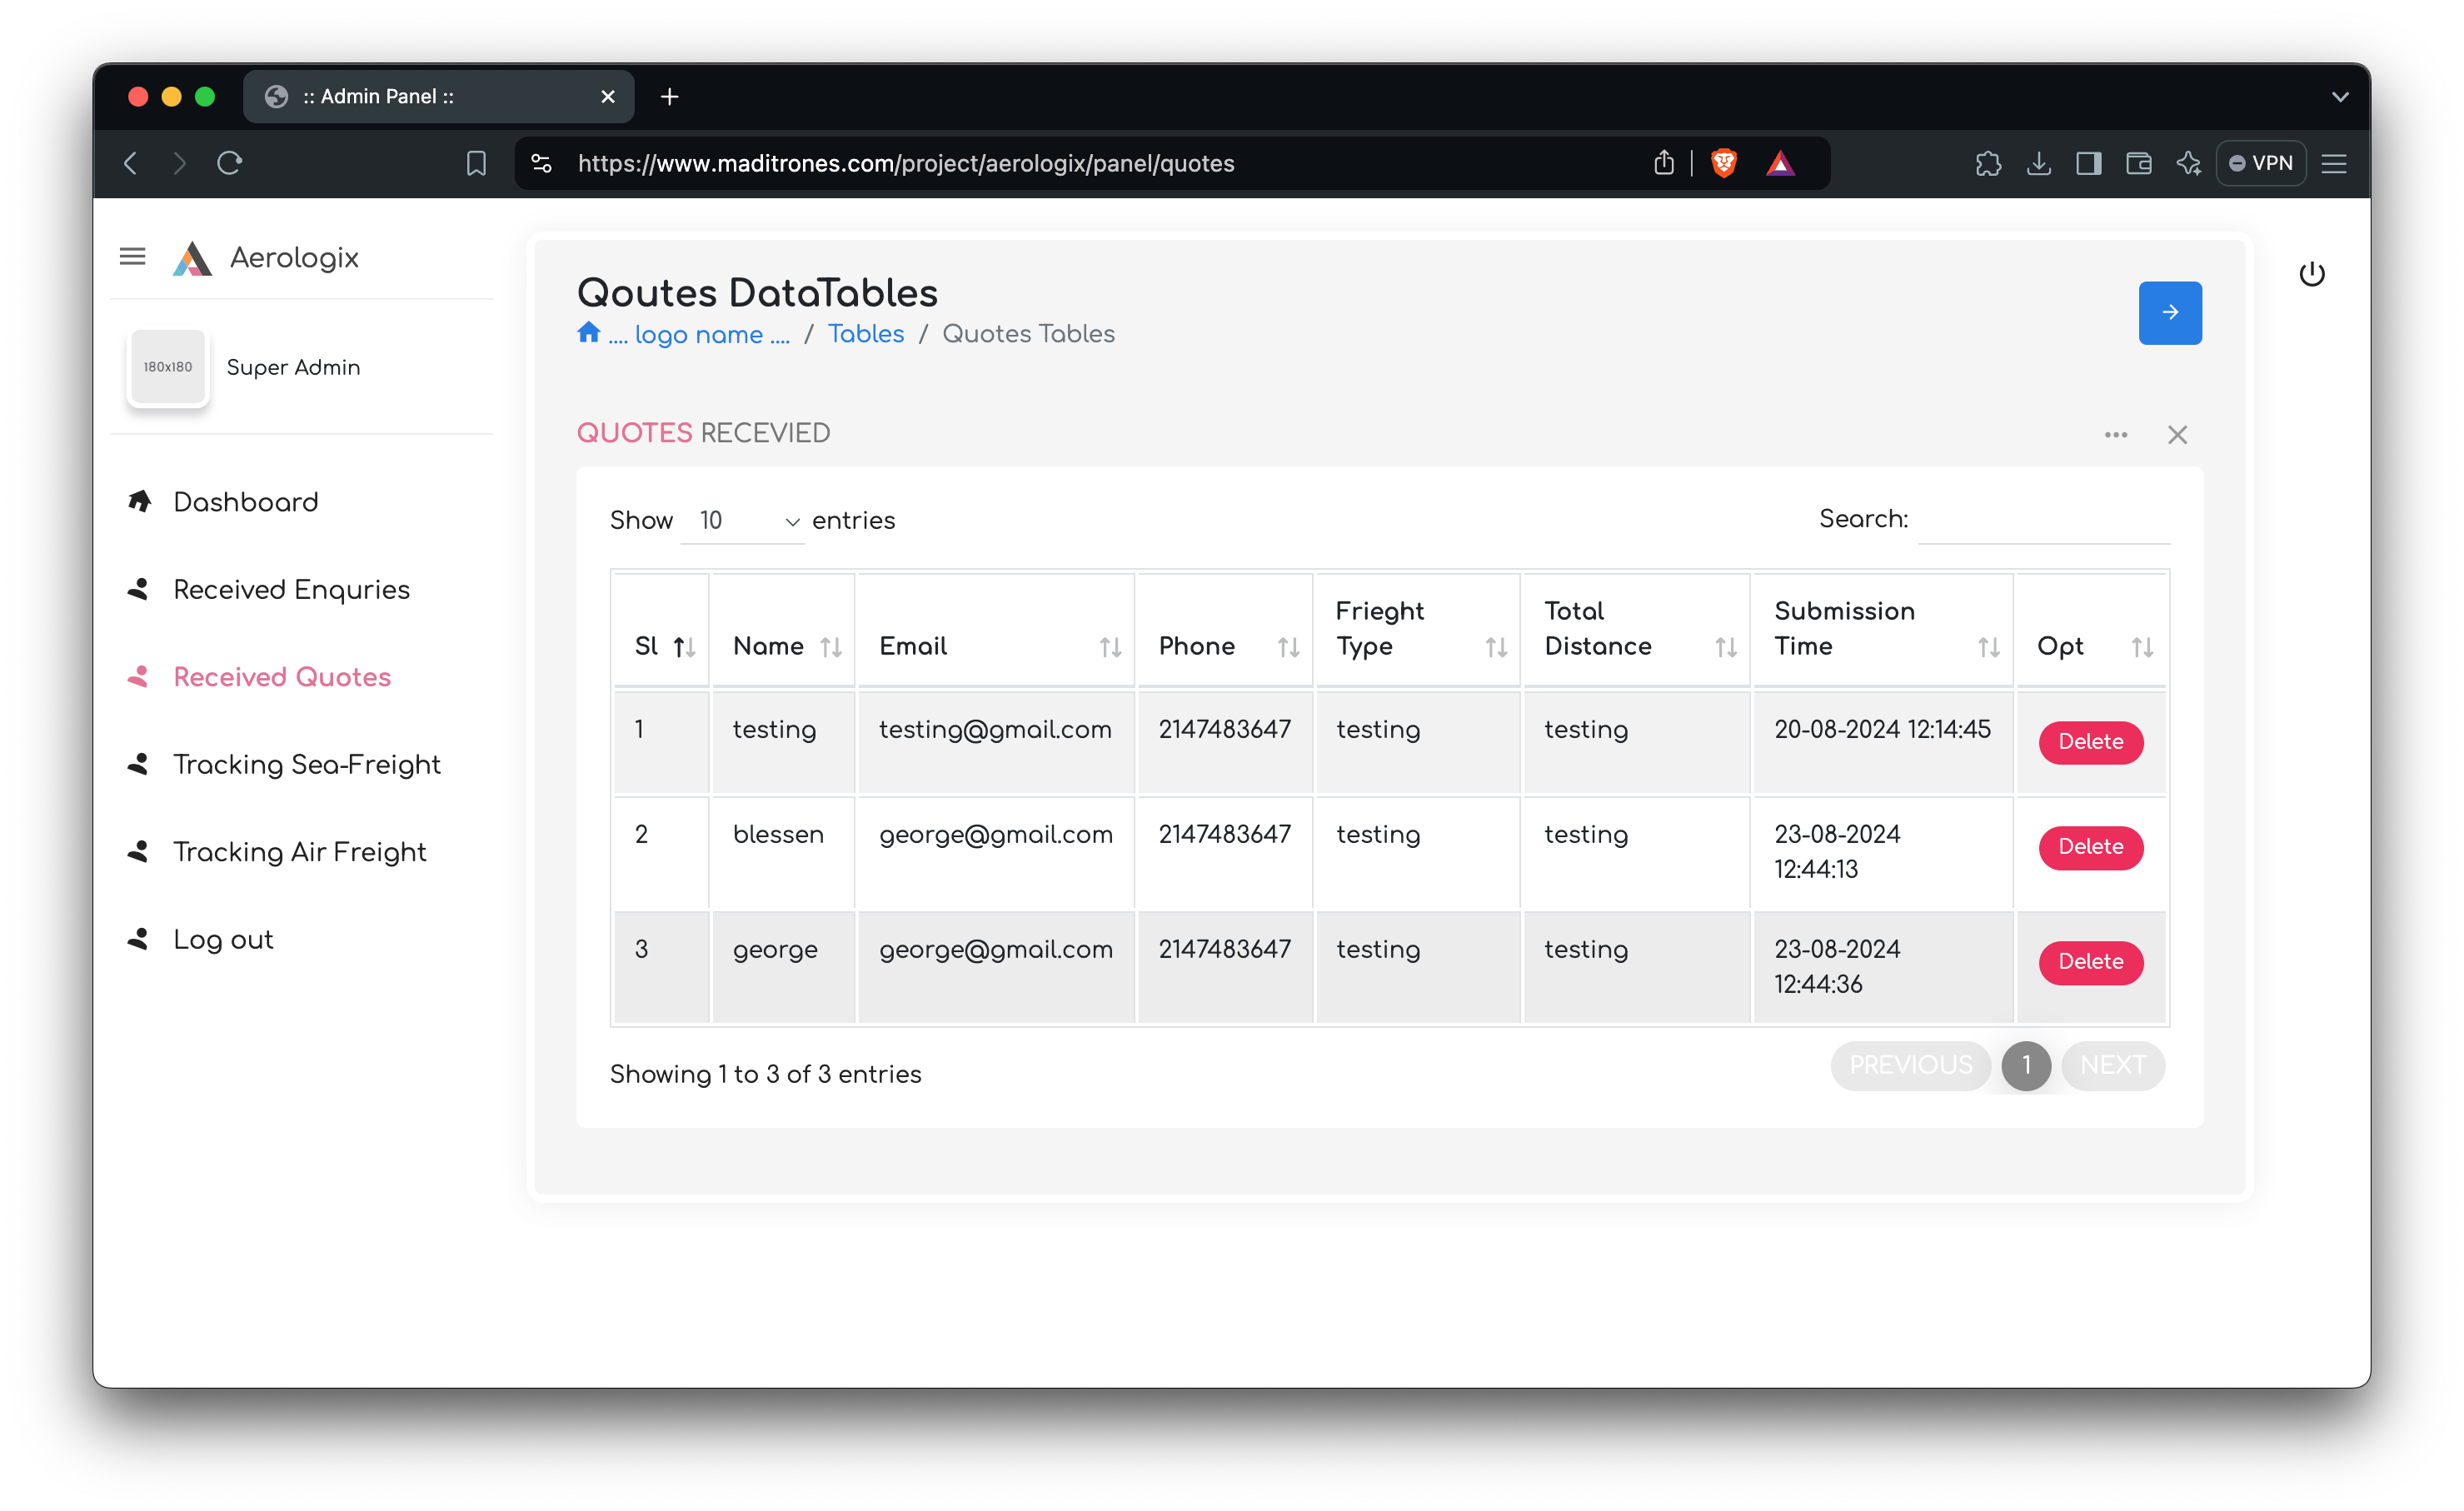 :: Admin Panel ::
https://www.maditrones.com/project/aerologix/panel/quotes
VPN
Aerologix
180x180
Super Admin
Dashboard
Received Enquries
Received Quotes
Tracking Sea-Freight
Tracking Air Freight
Log out
Qoutes DataTables
.... logo name .... / Tables / Quotes Tables
QUOTES RECEVIED
Show 10 entries
Search:
Sl Name Email Phone Frieght Type Total Distance Submission Time Opt
1 testing testing@gmail.com 2147483647 testing testing 20-08-2024 12:14:45 Delete
2 blessen george@gmail.com 2147483647 testing testing 23-08-2024 12:44:13 Delete
3 george george@gmail.com 2147483647 testing testing 23-08-2024 12:44:36 Delete
Showing 1 to 3 of 3 entries
PREVIOUS 1 NEXT